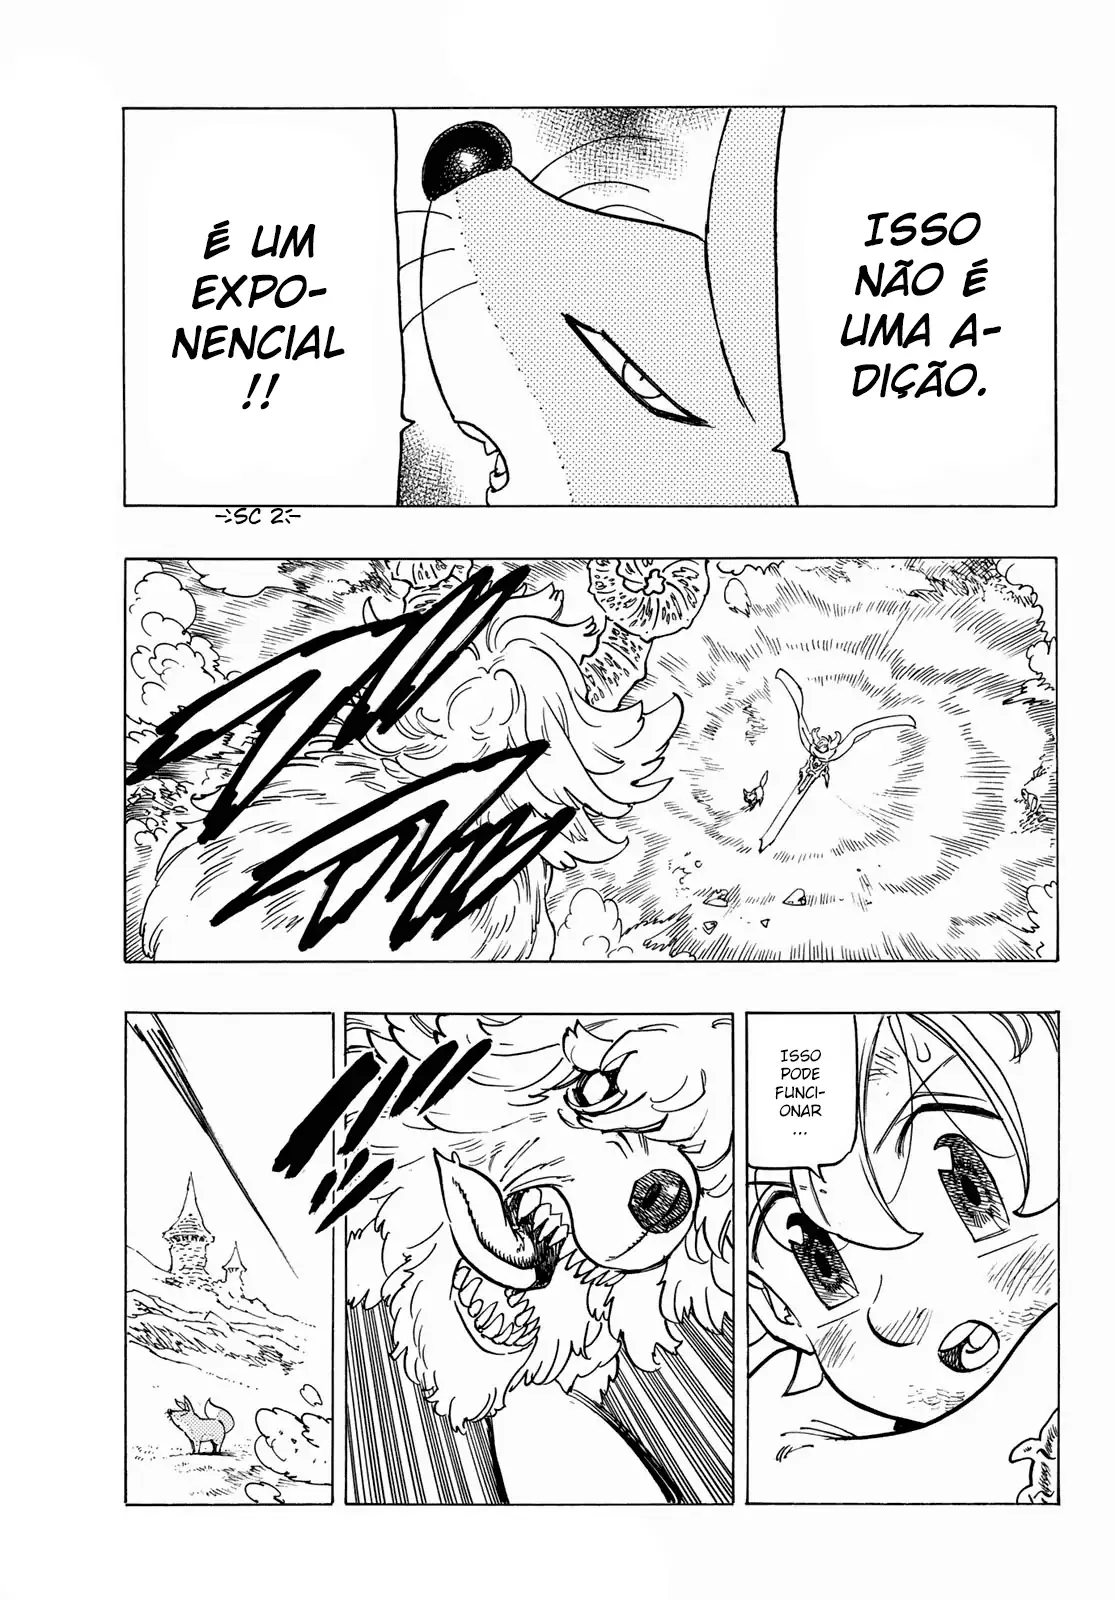 ISSO
NÃO É
UMA A-
DIÇÃO.
É UM
EXPO-
NENCIAL
!!
SC 2
ISSO
PODE
FUNCI-
ONAR
...